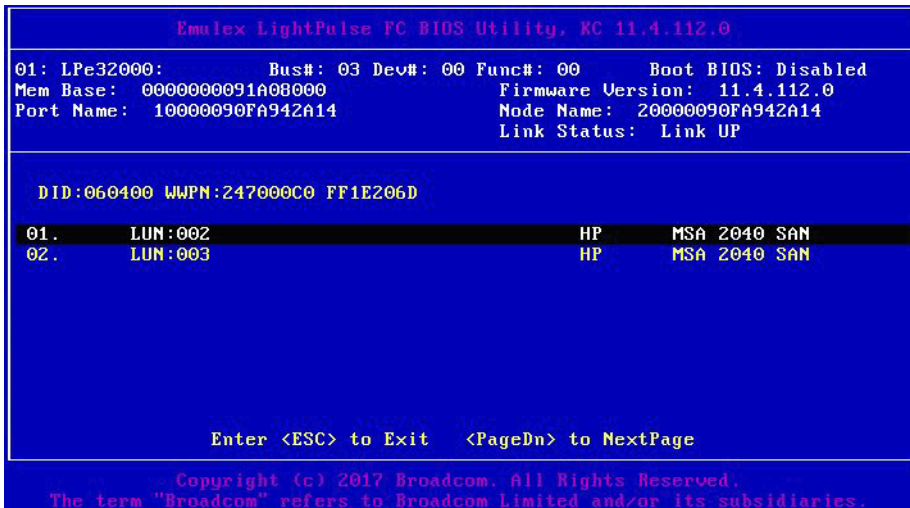 Emulex LightPulse FC BIOS Utility, KC 11.4.112.0
01: LPe32000: Bus#: 03 Dev#: 00 Func#: 00 Boot BIOS: Disabled
Mem Base: 0000000091A08000 Firmware Version: 11.4.112.0
Port Name: 10000090FA942A14 Node Name: 20000090FA942A14
Link Status: Link UP
DID:060400 WWPN:247000C0 FF1E206D
01. LUN:002 HP MSA 2040 SAN
02. LUN:003 HP MSA 2040 SAN
Enter <ESC> to Exit <PageDn> to NextPage
Copyright (c) 2017 Broadcom. All Rights Reserved.
The term "Broadcom" refers to Broadcom Limited and/or its subsidiaries.